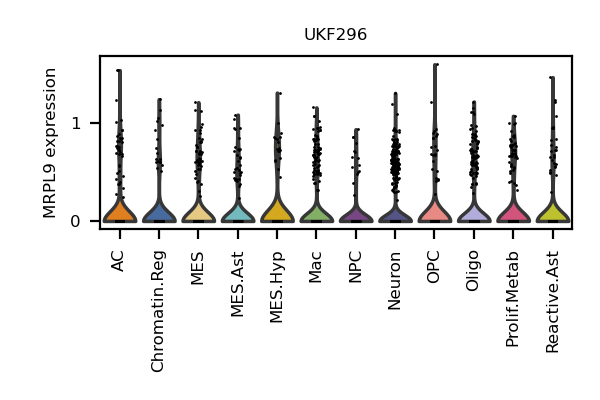 UKF296
MRPL9 expression
1
0
AC
Chromatin.Reg
MES
MES.Ast
MES.Hyp
Mac
NPC
Neuron
OPC
Oligo
Prolif.Metab
Reactive.Ast